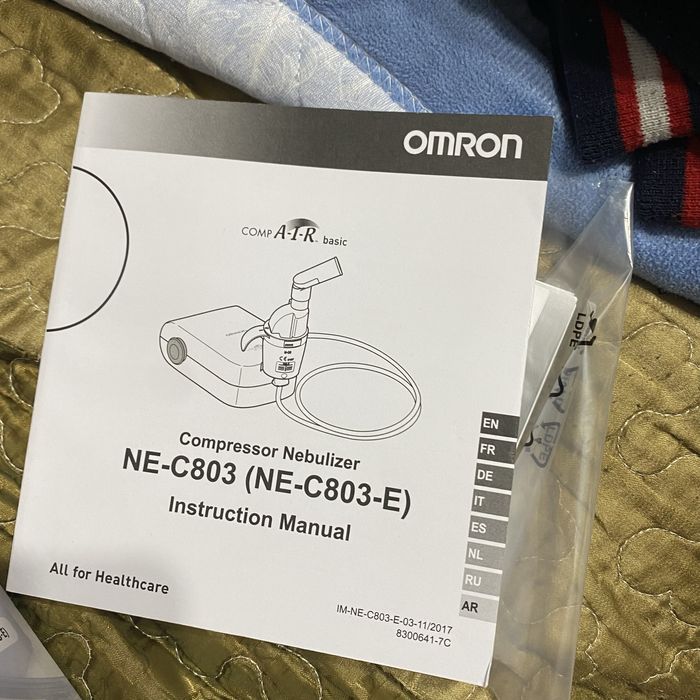 OMRON
COMP A-I-R™ basic
Compressor Nebulizer
NE-C803 (NE-C803-E)
Instruction Manual
EN
FR
DE
IT
ES
NL
RU
AR
All for Healthcare
IM-NE-C803-E-03-11/2017
8300641-7C
LDPE